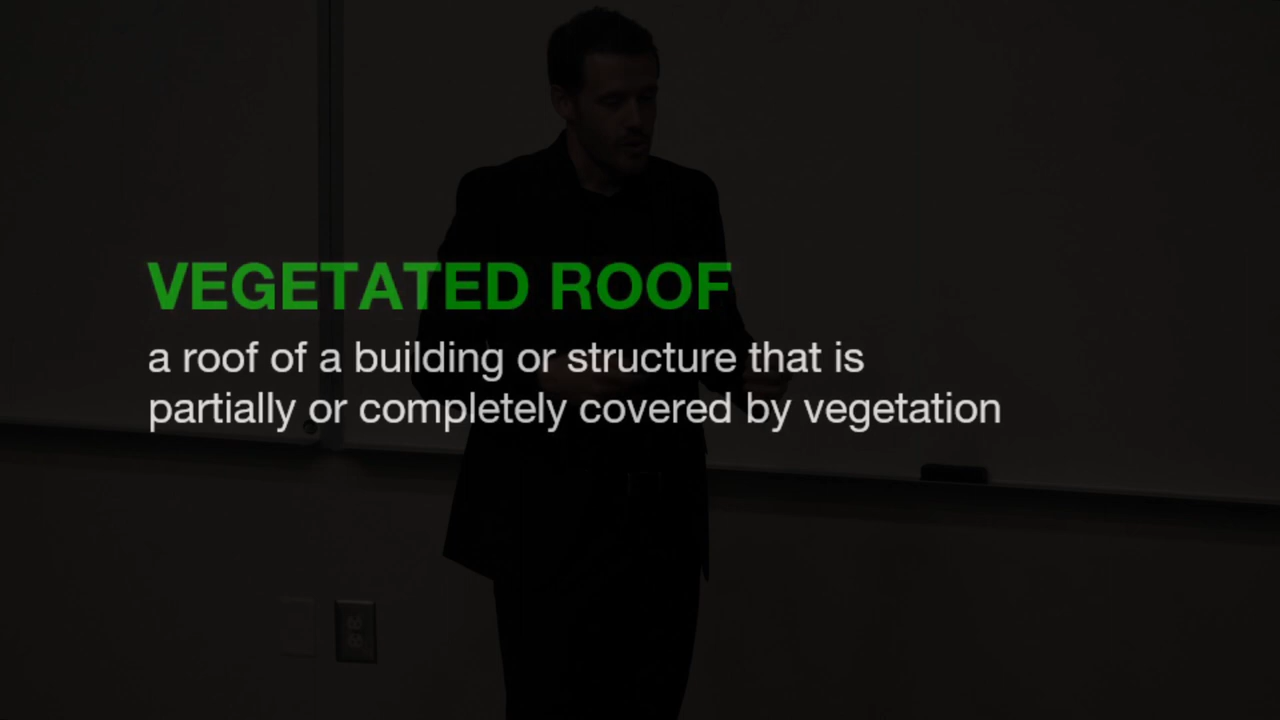 VEGETATED ROOF
a roof of a building or structure that is
partially or completely covered by vegetation